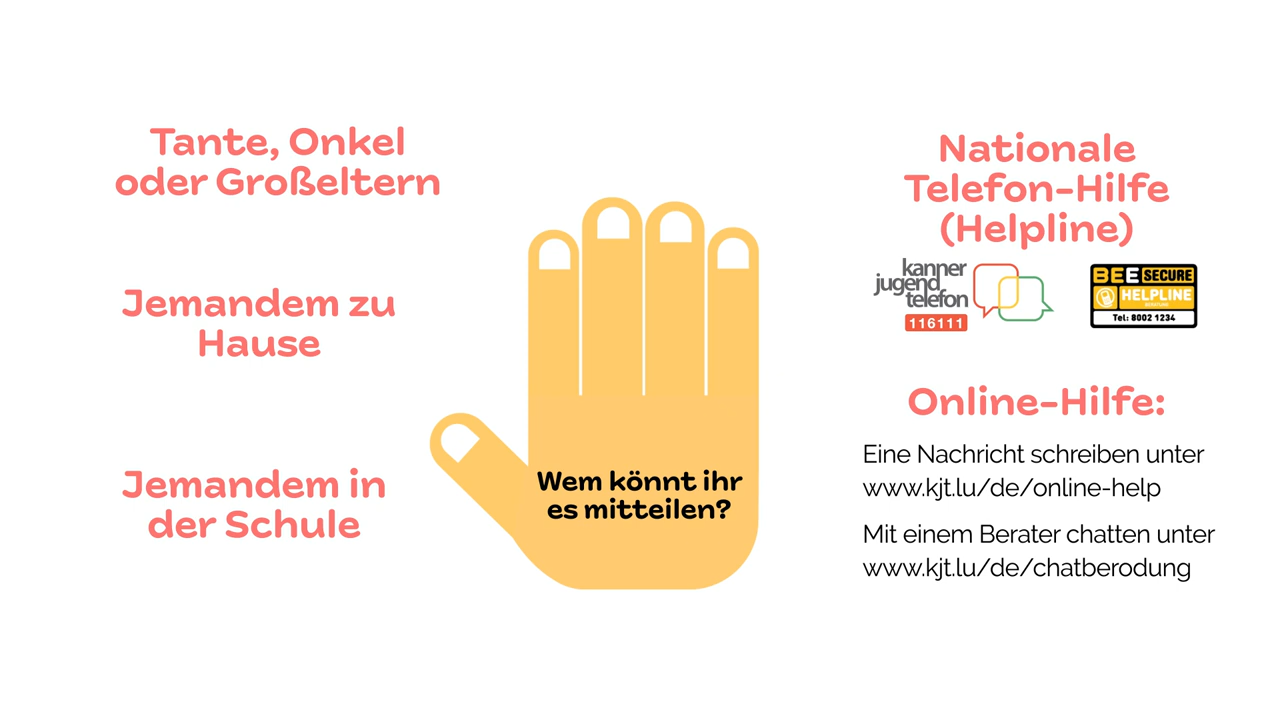 Tante, Onkel
oder Großeltern
Jemandem zu
Hause
Jemandem in
der Schule
Wem könnt ihr
es mitteilen?
Nationale
Telefon-Hilfe
(Helpline)
kanner
jugend
telefon
116111
BEE SECURE
HELPLINE
Tel: 8002 1234
Online-Hilfe:
Eine Nachricht schreiben unter
www.kjt.lu/de/online-help
Mit einem Berater chatten unter
www.kjt.lu/de/chatberodung